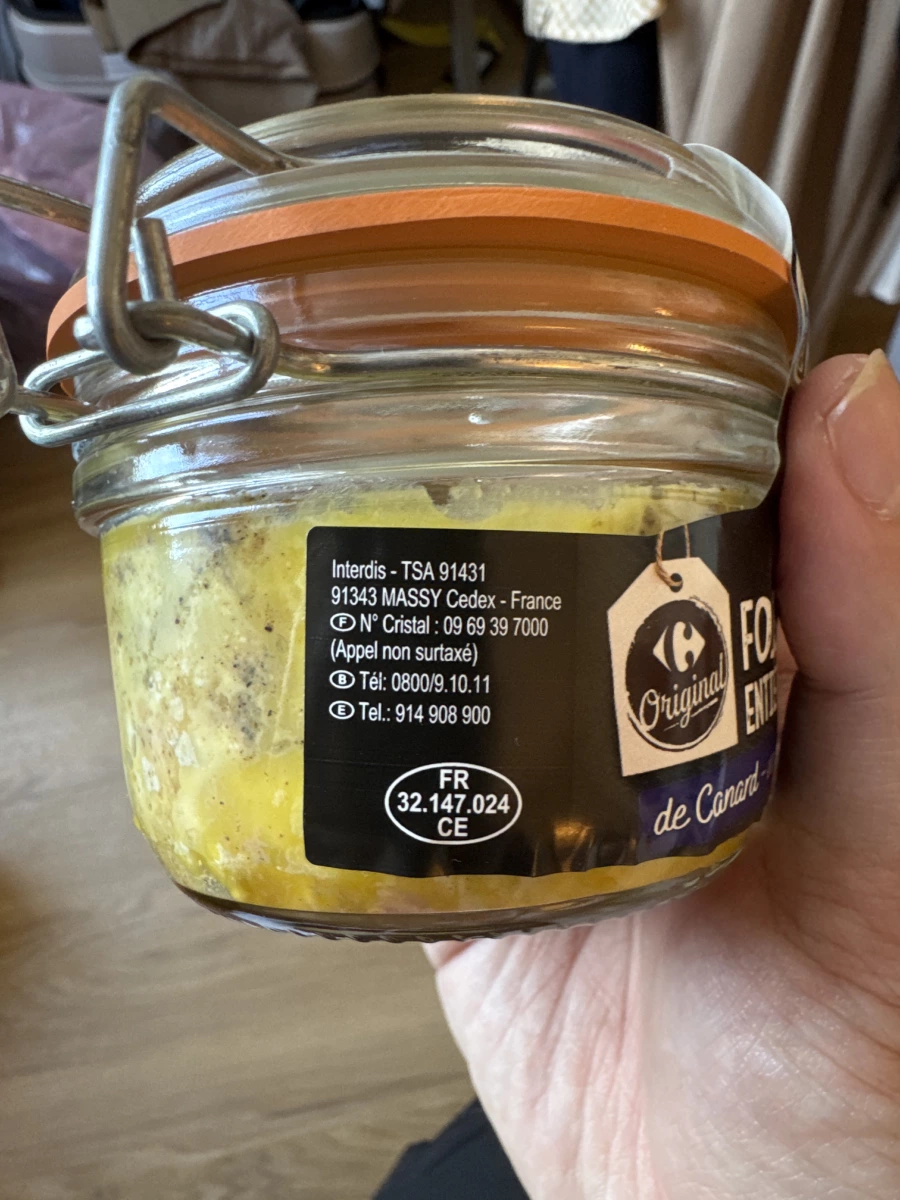 Interdis - TSA 91431
91343 MASSY Cedex - France
F N° Cristal : 09 69 39 7000
(Appel non surtaxé)
B Tél: 0800/9.10.11
E Tel.: 914 908 900
FR
32.147.024
CE
Original
de Canard